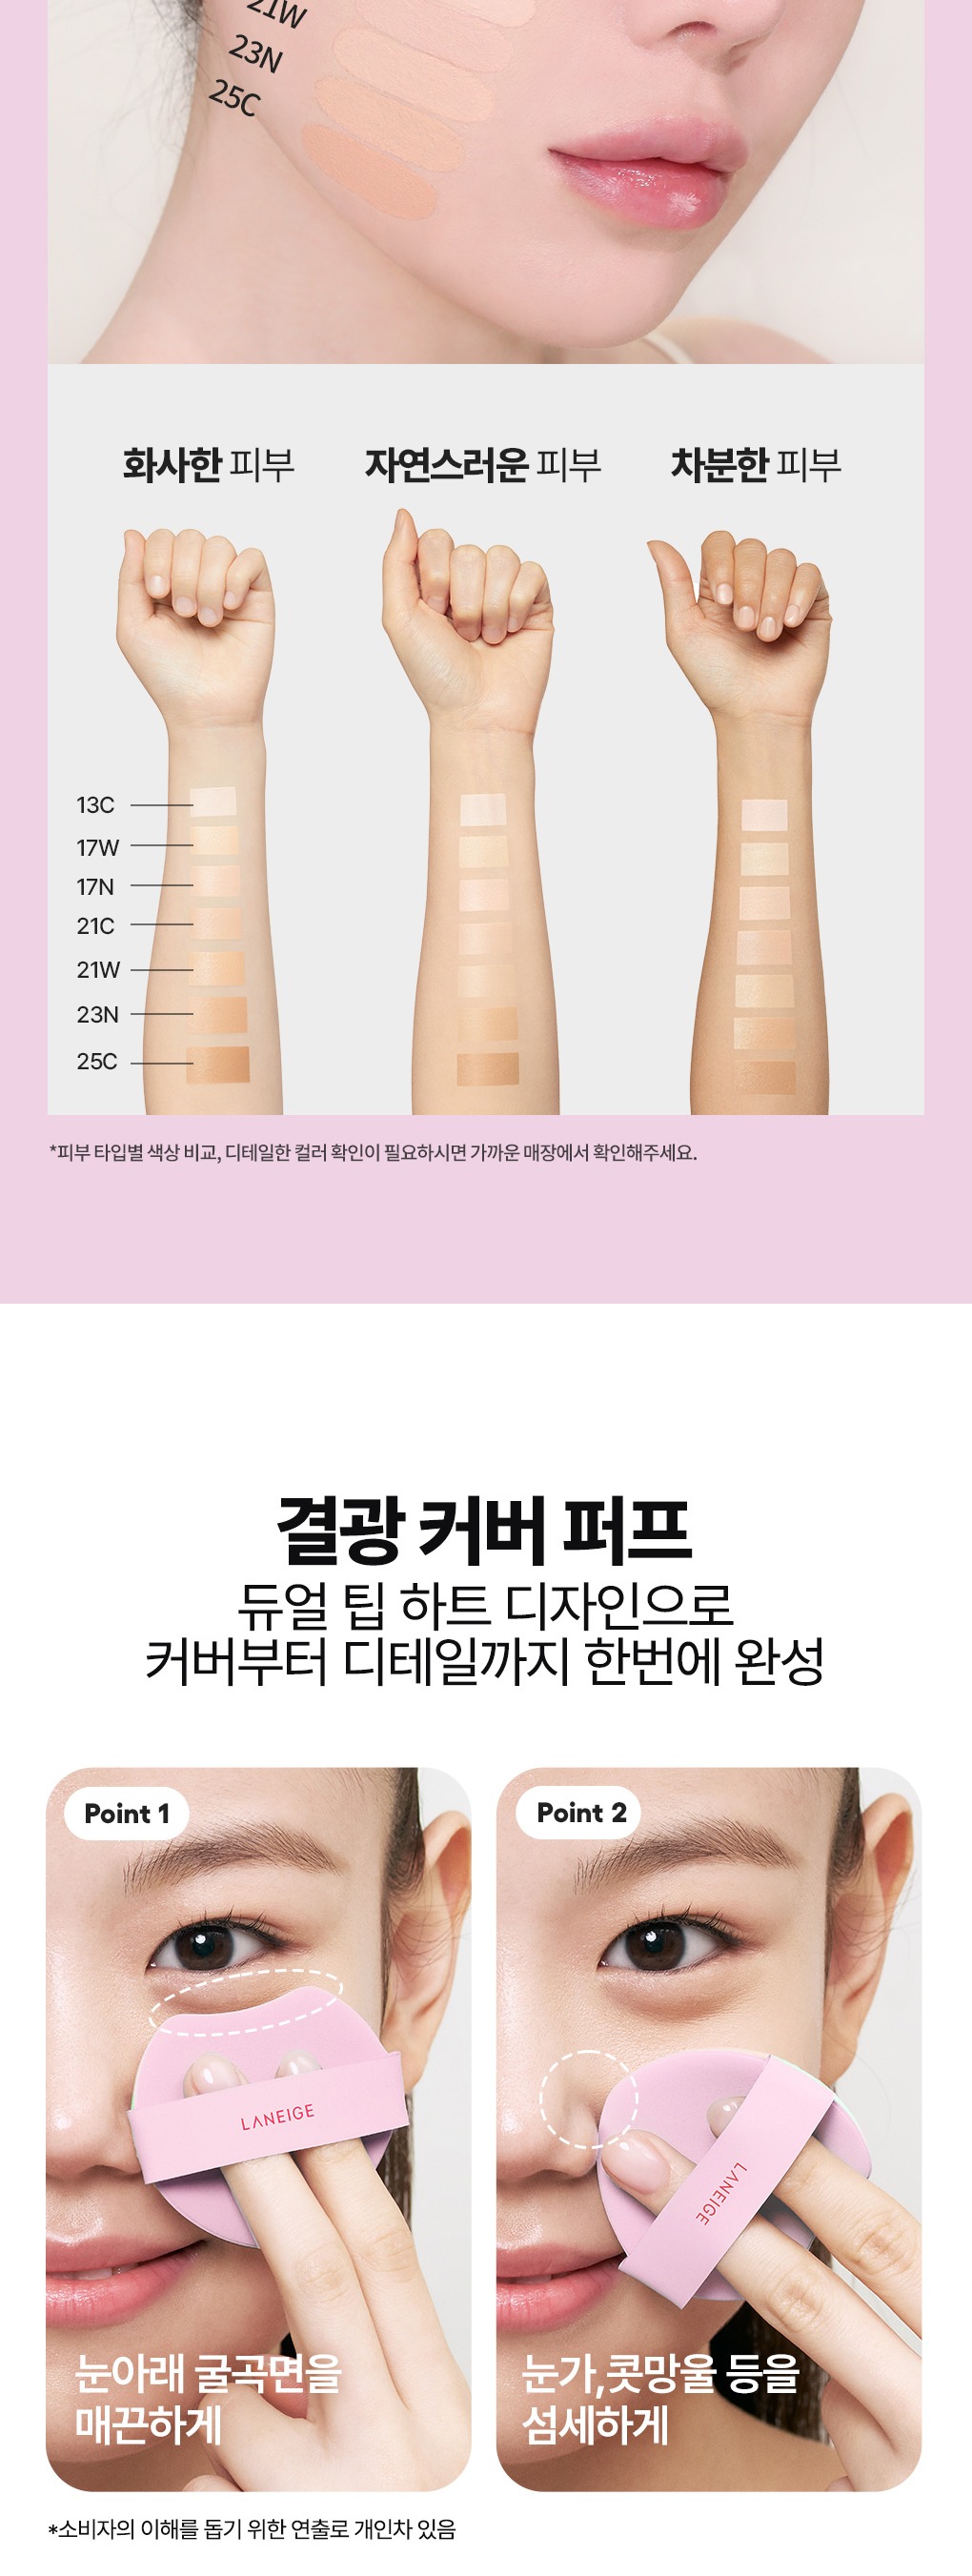 21W
23N
25C
화사한 피부
자연스러운 피부
차분한 피부
13C
17W
17N
21C
21W
23N
25C
*피부 타입별 색상 비교, 디테일한 컬러 확인이 필요하시면 가까운 매장에서 확인해주세요.
결광 커버 퍼프
듀얼 팁 하트 디자인으로
커버부터 디테일까지 한번에 완성
Point 1
LANEIGE
눈아래 굴곡면을
매끈하게
Point 2
LANEIGE
눈가,콧망울 등을
섬세하게
*소비자의 이해를 돕기 위한 연출로 개인차 있음